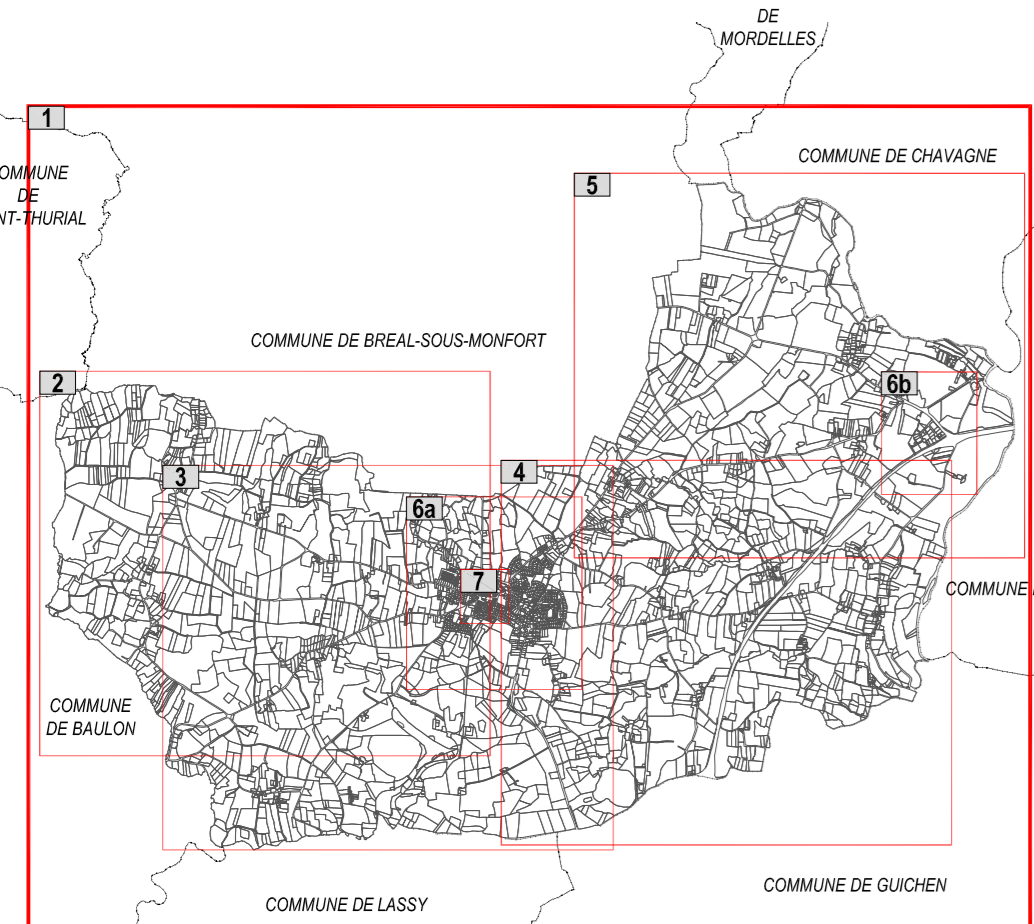 DE
MORDELLES
1
COMMUNE DE CHAVAGNE
OMMUNE
DE
NT-THURIAL
5
COMMUNE DE BREAL-SOUS-MONFORT
2
6b
3
4
6a
7
COMMUNE
COMMUNE
DE BAULON
COMMUNE DE GUICHEN
COMMUNE DE LASSY